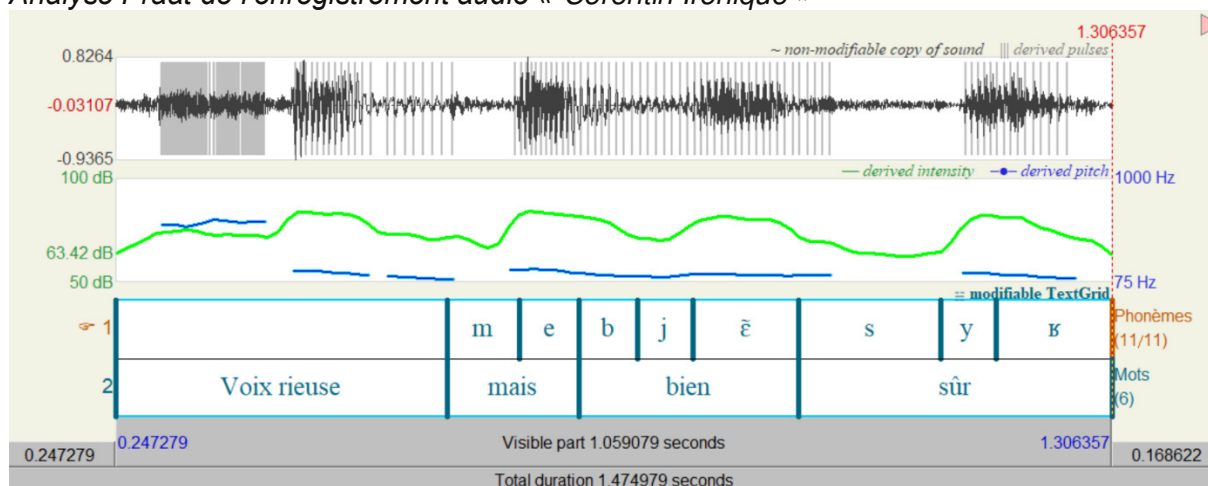 Analyse Praat de l'enregistrement audio « Corentin ironique »
1.306357
~ non-modifiable copy of sound ||| derived pulses
0.8264
-0.03107
-0.9365
100 dB
derived intensity derived pitch
1000 Hz
63.42 dB
50 dB
75 Hz
modifiable TextGrid
1 m e b j ɛ̃ s y ʁ Phonèmes
(11/11)
2 Voix rieuse mais bien sûr Mots
(6)
0.247279 Visible part 1.059079 seconds 1.306357
0.247279 0.168622
Total duration 1.474979 seconds